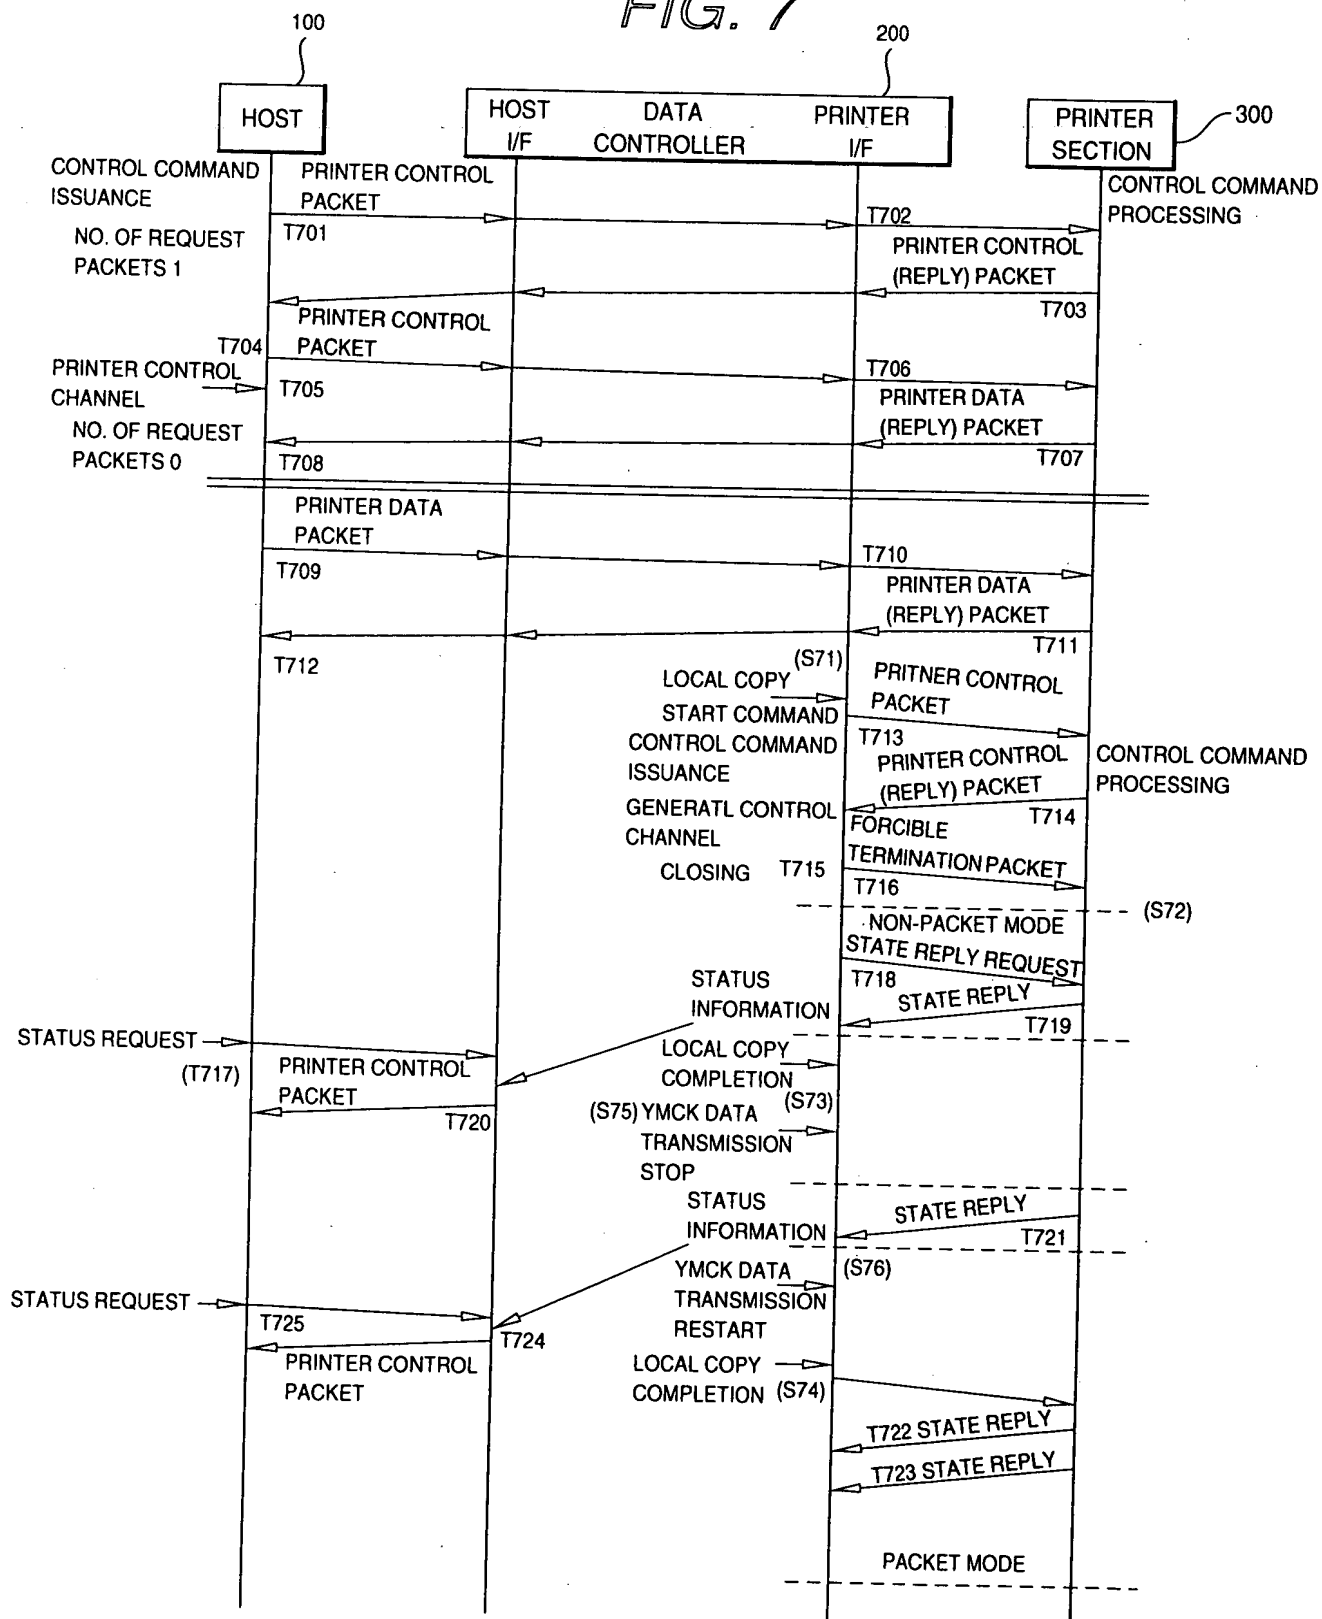 FIG. 7
100
200
HOST
HOST I/F
DATA CONTROLLER
PRINTER I/F
PRINTER SECTION
300
CONTROL COMMAND
ISSUANCE
PRINTER CONTROL
PACKET
CONTROL COMMAND
PROCESSING
T701
T702
NO. OF REQUEST
PACKETS 1
PRINTER CONTROL
(REPLY) PACKET
T703
PRINTER CONTROL
PACKET
T704
PRINTER CONTROL
CHANNEL
T705
T706
PRINTER DATA
(REPLY) PACKET
NO. OF REQUEST
PACKETS 0
T708
T707
PRINTER DATA
PACKET
T709
T710
PRINTER DATA
(REPLY) PACKET
T711
T712
(S71)
LOCAL COPY
START COMMAND
PRITNER CONTROL
PACKET
T713
CONTROL COMMAND
ISSUANCE
PRINTER CONTROL
(REPLY) PACKET
CONTROL COMMAND
PROCESSING
T714
GENERATL CONTROL
CHANNEL
CLOSING
T715
FORCIBLE
TERMINATION PACKET
T716
(S72)
NON-PACKET MODE
STATE REPLY REQUEST
T718
STATUS
INFORMATION
STATE REPLY
T719
STATUS REQUEST
(T717)
PRINTER CONTROL
PACKET
T720
LOCAL COPY
COMPLETION
(S73)
(S75) YMCK DATA
TRANSMISSION
STOP
STATUS
INFORMATION
STATE REPLY
T721
(S76)
YMCK DATA
TRANSMISSION
RESTART
STATUS REQUEST
T725
T724
PRINTER CONTROL
PACKET
LOCAL COPY
COMPLETION (S74)
T722 STATE REPLY
T723 STATE REPLY
PACKET MODE